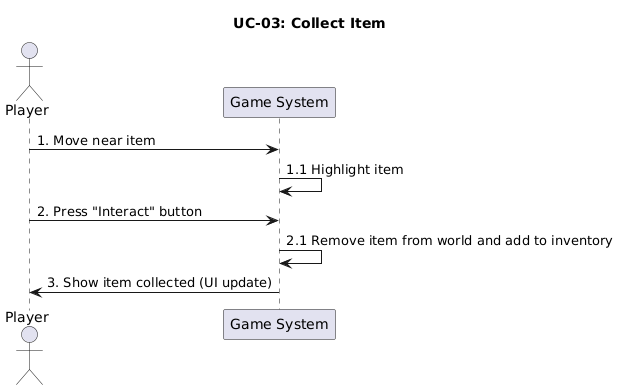 UC-03: Collect Item
Player
Game System
1. Move near item
1.1 Highlight item
2. Press "Interact" button
2.1 Remove item from world and add to inventory
3. Show item collected (UI update)
Player
Game System